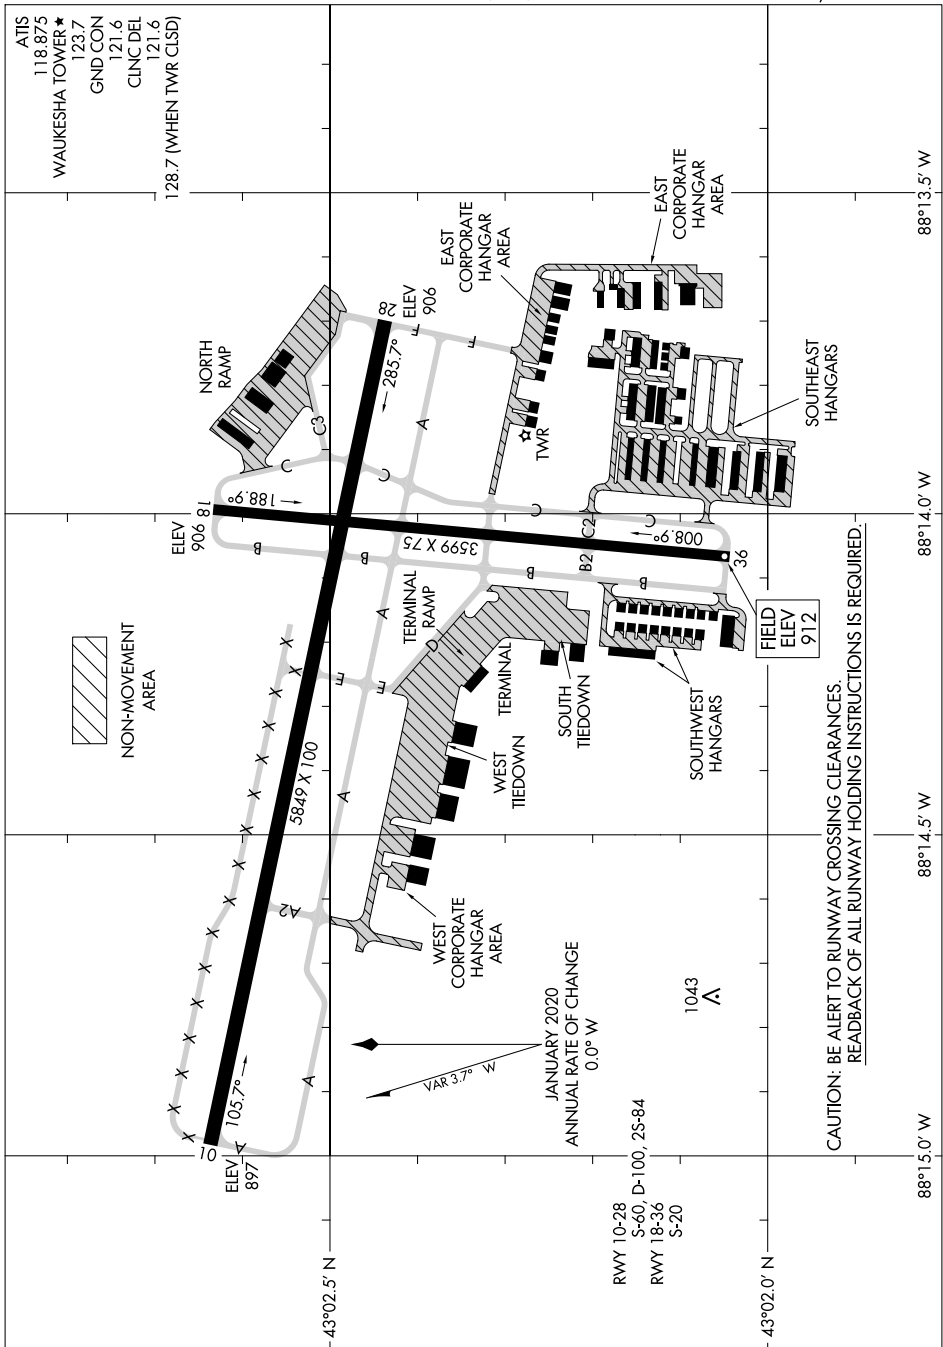 ATIS
118.875
WAUKESHA TOWER★
123.7
GND CON
121.6
CLNC DEL
121.6
128.7 (WHEN TWR CLSD)
NON-MOVEMENT
AREA
NORTH
RAMP
EAST
CORPORATE
HANGAR
AREA
EAST
CORPORATE
HANGAR
AREA
ELEV
906
18
188.9°
C
C3
C
28
ELEV
906
285.7°
F
F
A
B
B
3599 X 75
A
TWR
SOUTHEAST
HANGARS
X
X
X
X
X
X
X
X
X
X
X
X
X
X
5849 X 100
E
E
D
TERMINAL
RAMP
TERMINAL
B
B2
C2
C
C
B
008.9°
36
FIELD
ELEV
912
A
A2
WEST
TIEDOWN
SOUTH
TIEDOWN
SOUTHWEST
HANGARS
WEST
CORPORATE
HANGAR
AREA
105.7°
10
ELEV
897
A
A
VAR 3.7° W
JANUARY 2020
ANNUAL RATE OF CHANGE
0.0° W
1043
RWY 10-28
S-60, D-100, 2S-84
RWY 18-36
S-20
CAUTION: BE ALERT TO RUNWAY CROSSING CLEARANCES.
READBACK OF ALL RUNWAY HOLDING INSTRUCTIONS IS REQUIRED.
43°02.5' N
43°02.0' N
88°15.0' W
88°14.5' W
88°14.0' W
88°13.5' W